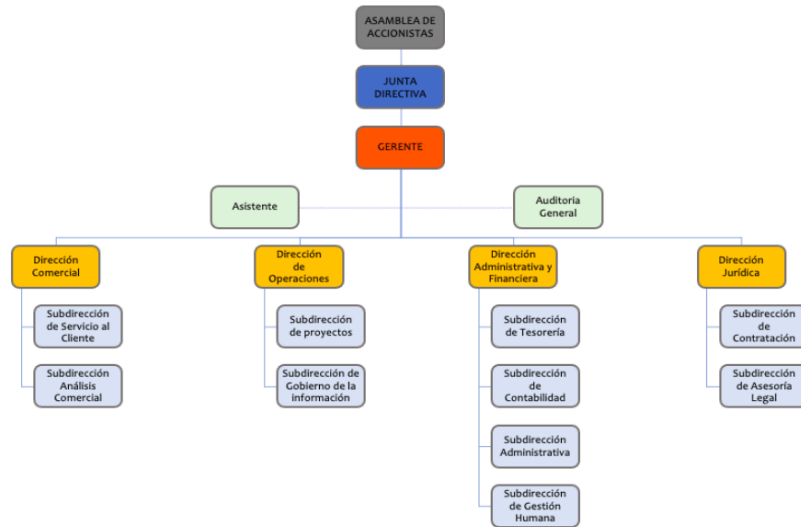 ASAMBLEA DE
ACCIONISTAS
JUNTA
DIRECTIVA
GERENTE
Asistente
Auditoria
General
Dirección
Comercial
Dirección
de
Operaciones
Dirección
Administrativa y
Financiera
Dirección
Jurídica
Subdirección
de Servicio al
Cliente
Subdirección
de proyectos
Subdirección
de Tesorería
Subdirección
de
Contratación
Subdirección
Análisis
Comercial
Subdirección de
Gobierno de la
información
Subdirección
de
Contabilidad
Subdirección
de Asesoría
Legal
Subdirección
Administrativa
Subdirección
de Gestión
Humana